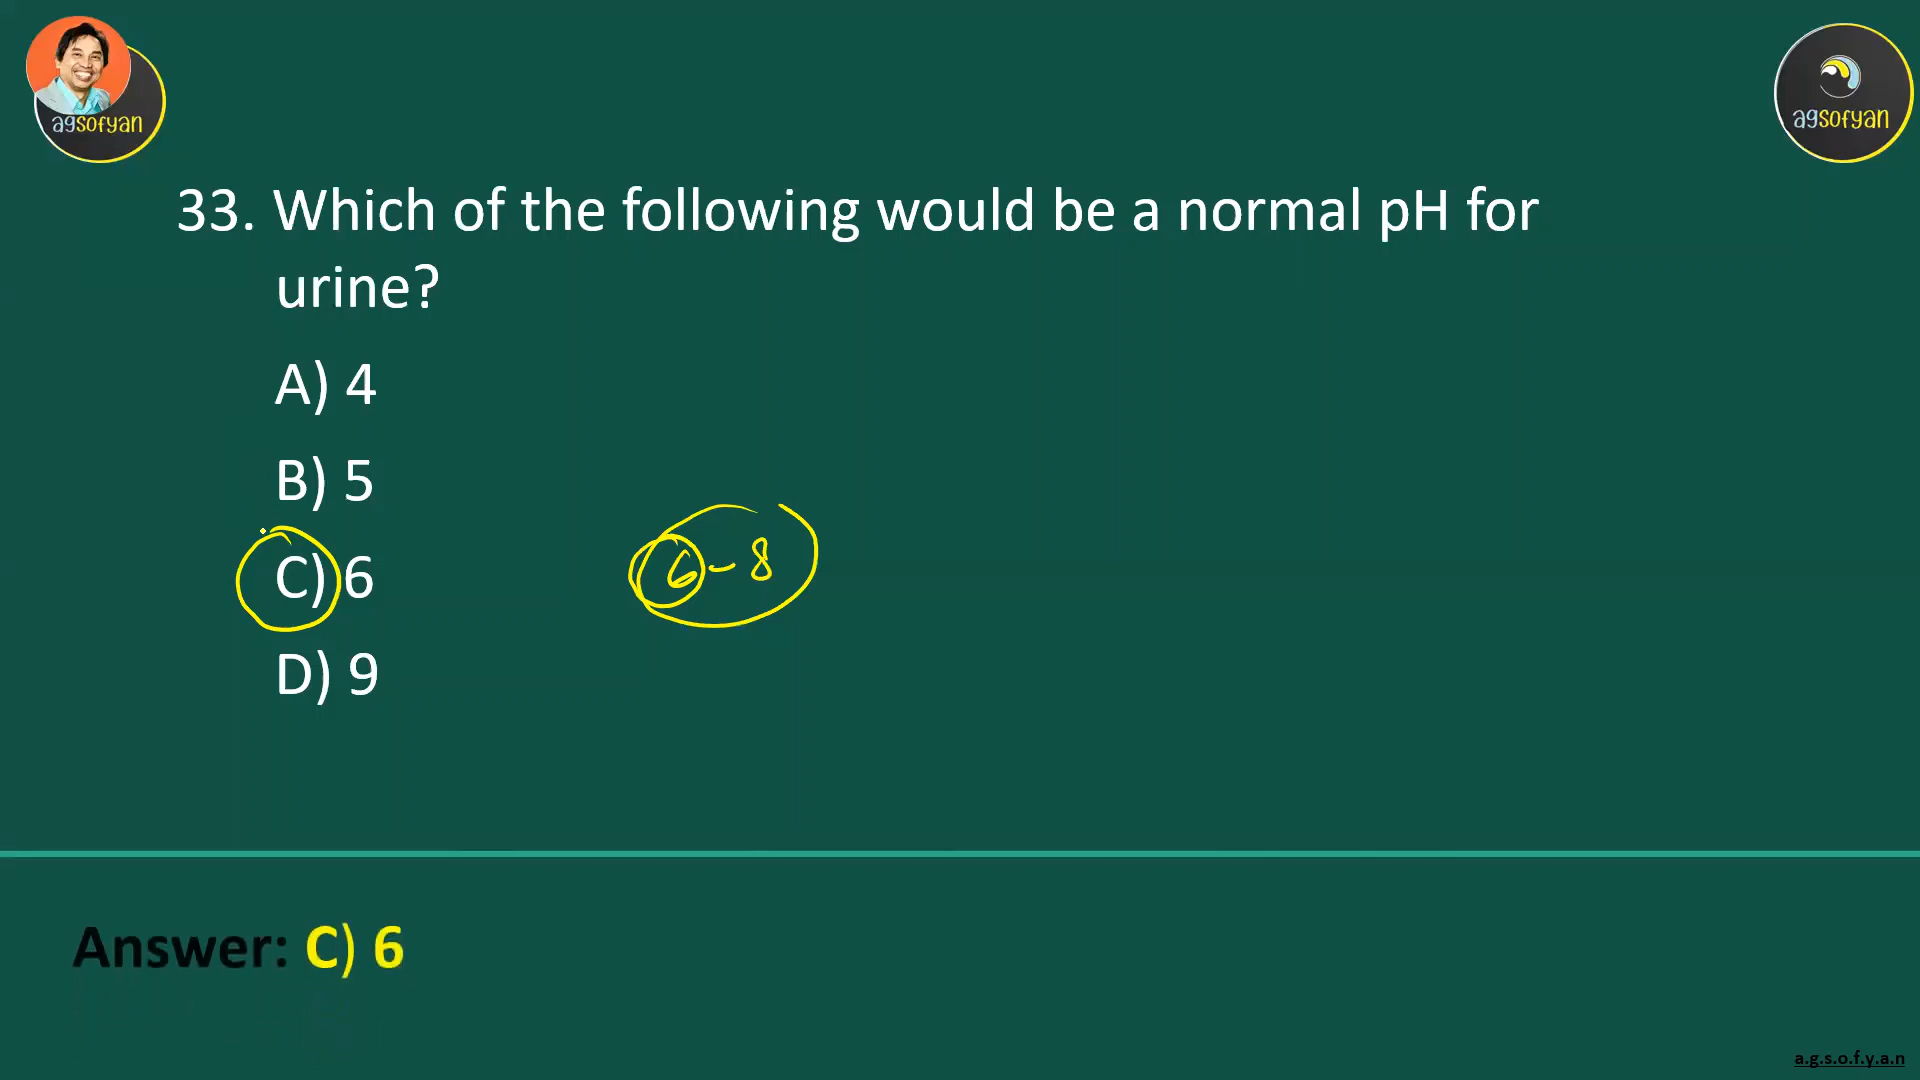 agsofyan
agsofyan
33. Which of the following would be a normal pH for
urine?
A) 4
B) 5
C) 6
6 - 8
D) 9
Answer: C) 6
a.g.s.o.f.y.a.n